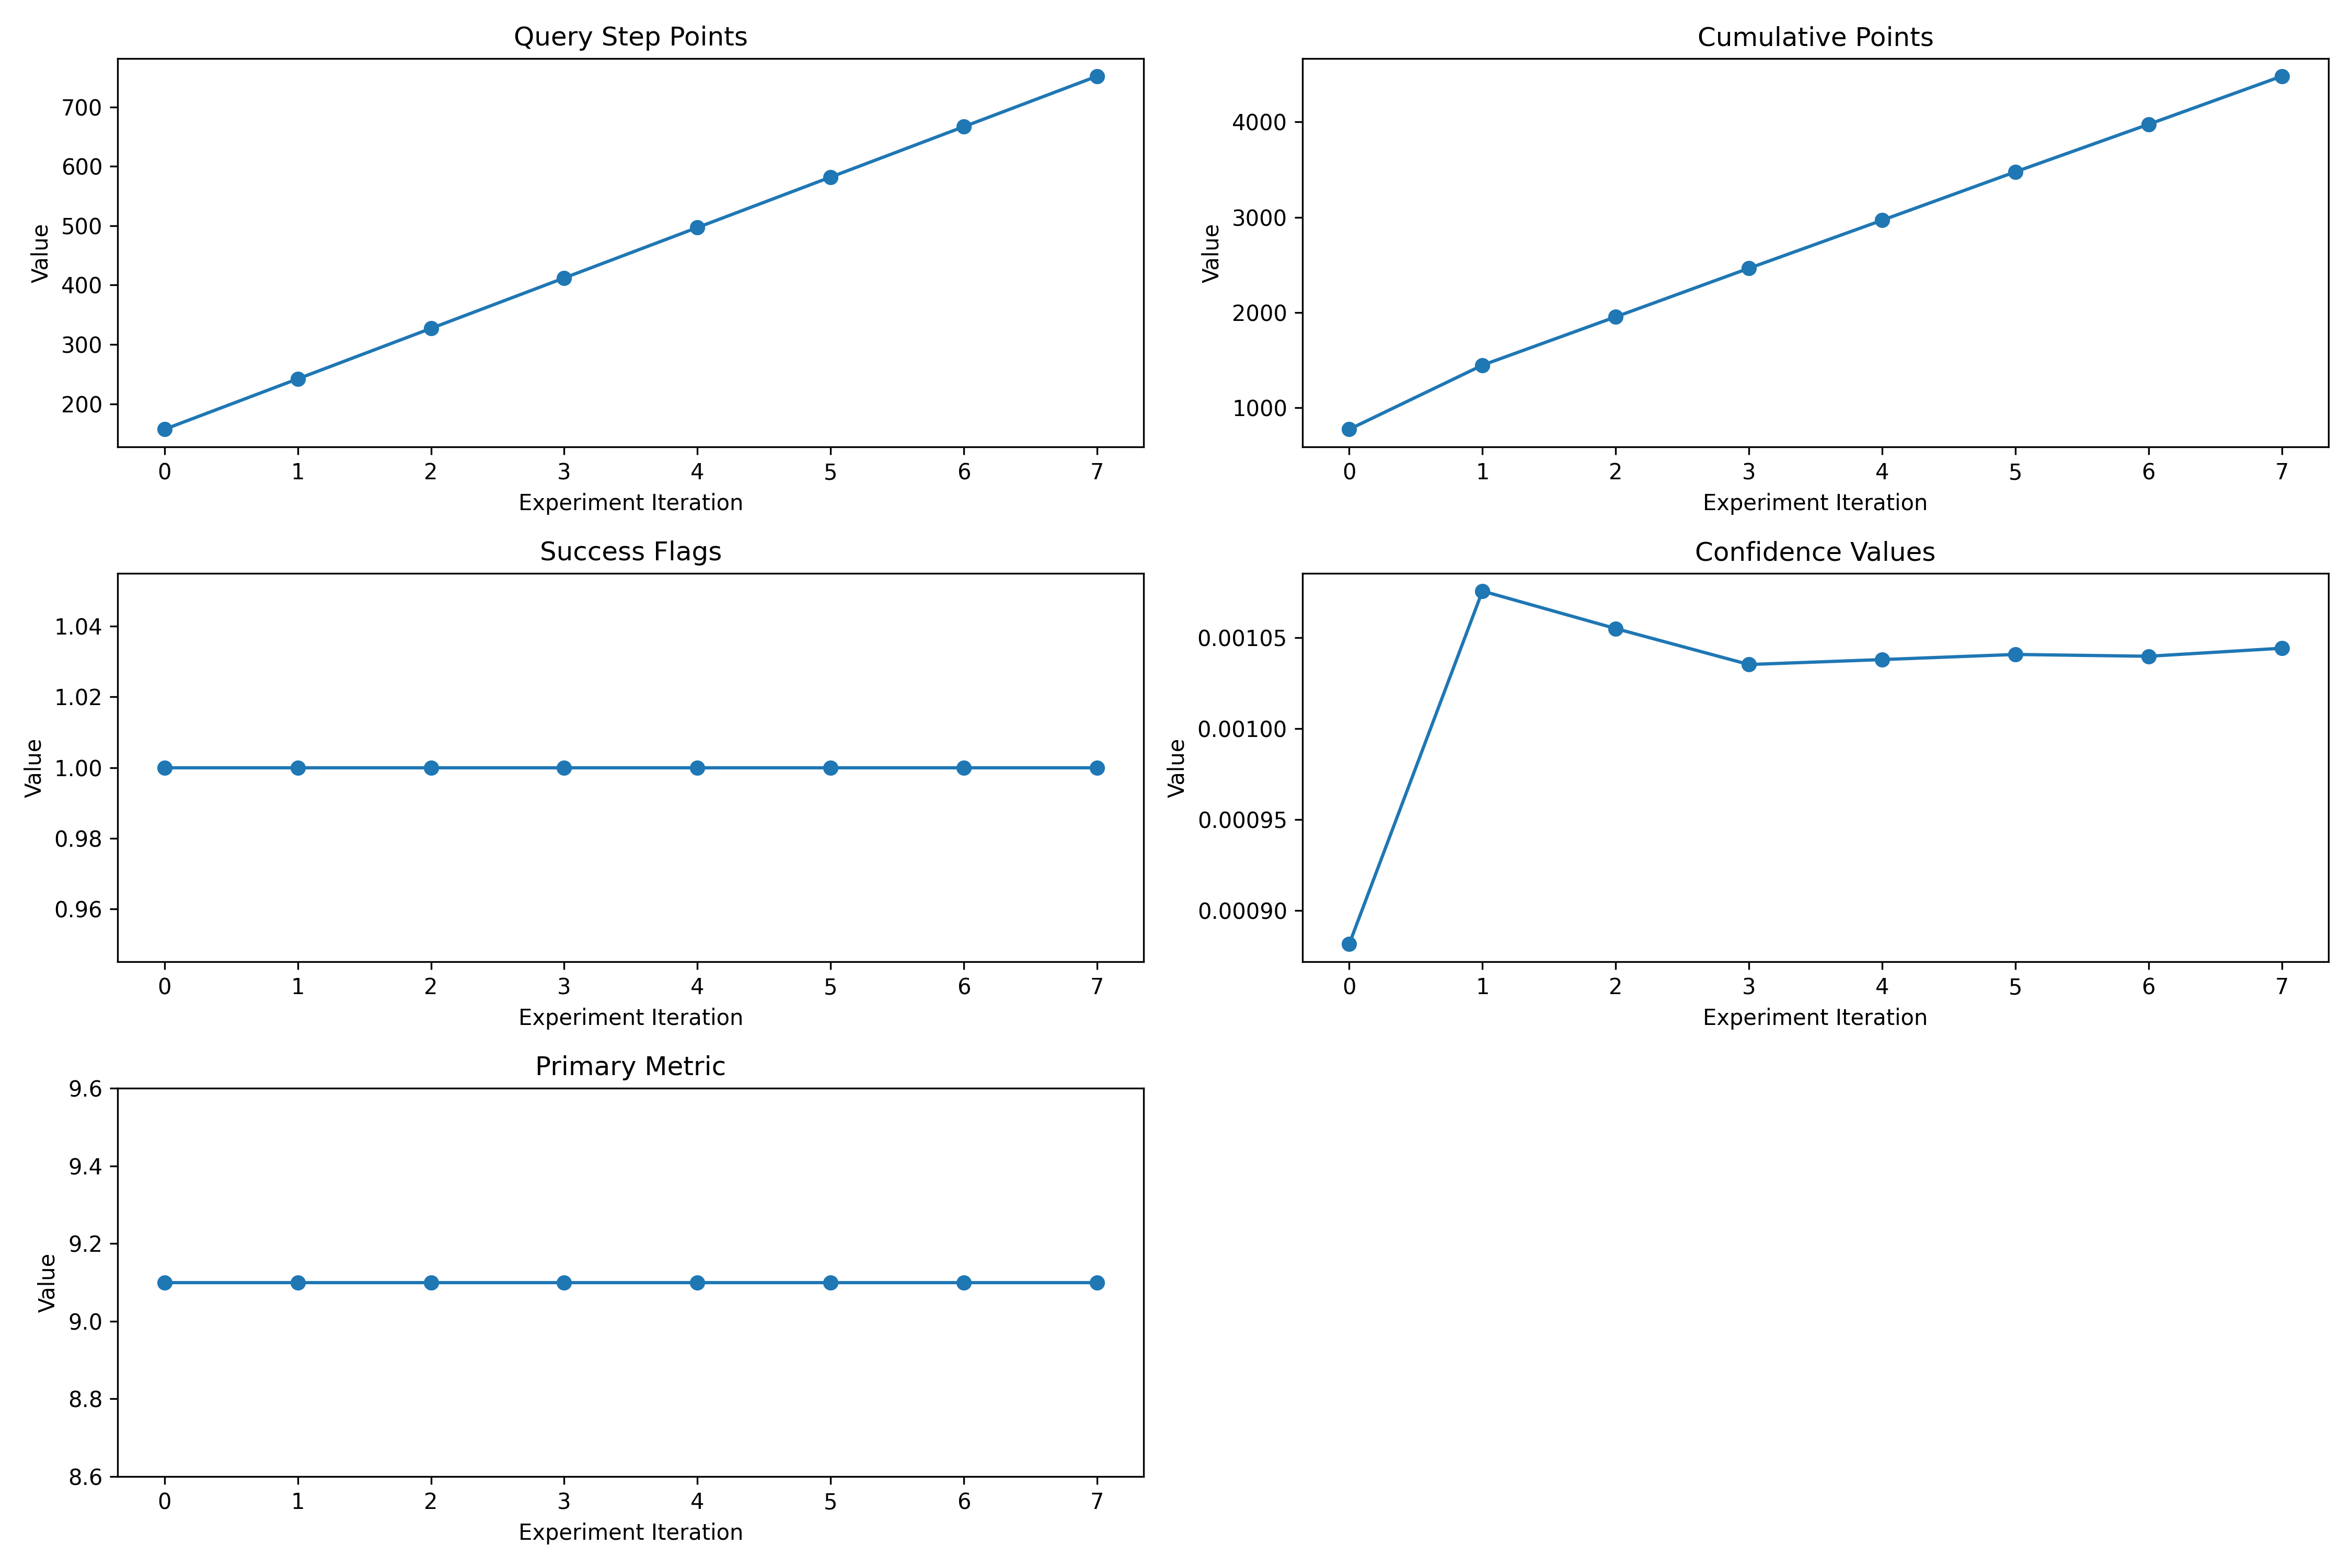 Query Step Points
700
600
500
400
300
200
Value
0 1 2 3 4 5 6 7
Experiment Iteration
Cumulative Points
4000
3000
2000
1000
Value
0 1 2 3 4 5 6 7
Experiment Iteration
Success Flags
1.04
1.02
1.00
0.98
0.96
Value
0 1 2 3 4 5 6 7
Experiment Iteration
Confidence Values
0.00105
0.00100
0.00095
0.00090
Value
0 1 2 3 4 5 6 7
Experiment Iteration
Primary Metric
9.6
9.4
9.2
9.0
8.8
8.6
Value
0 1 2 3 4 5 6 7
Experiment Iteration